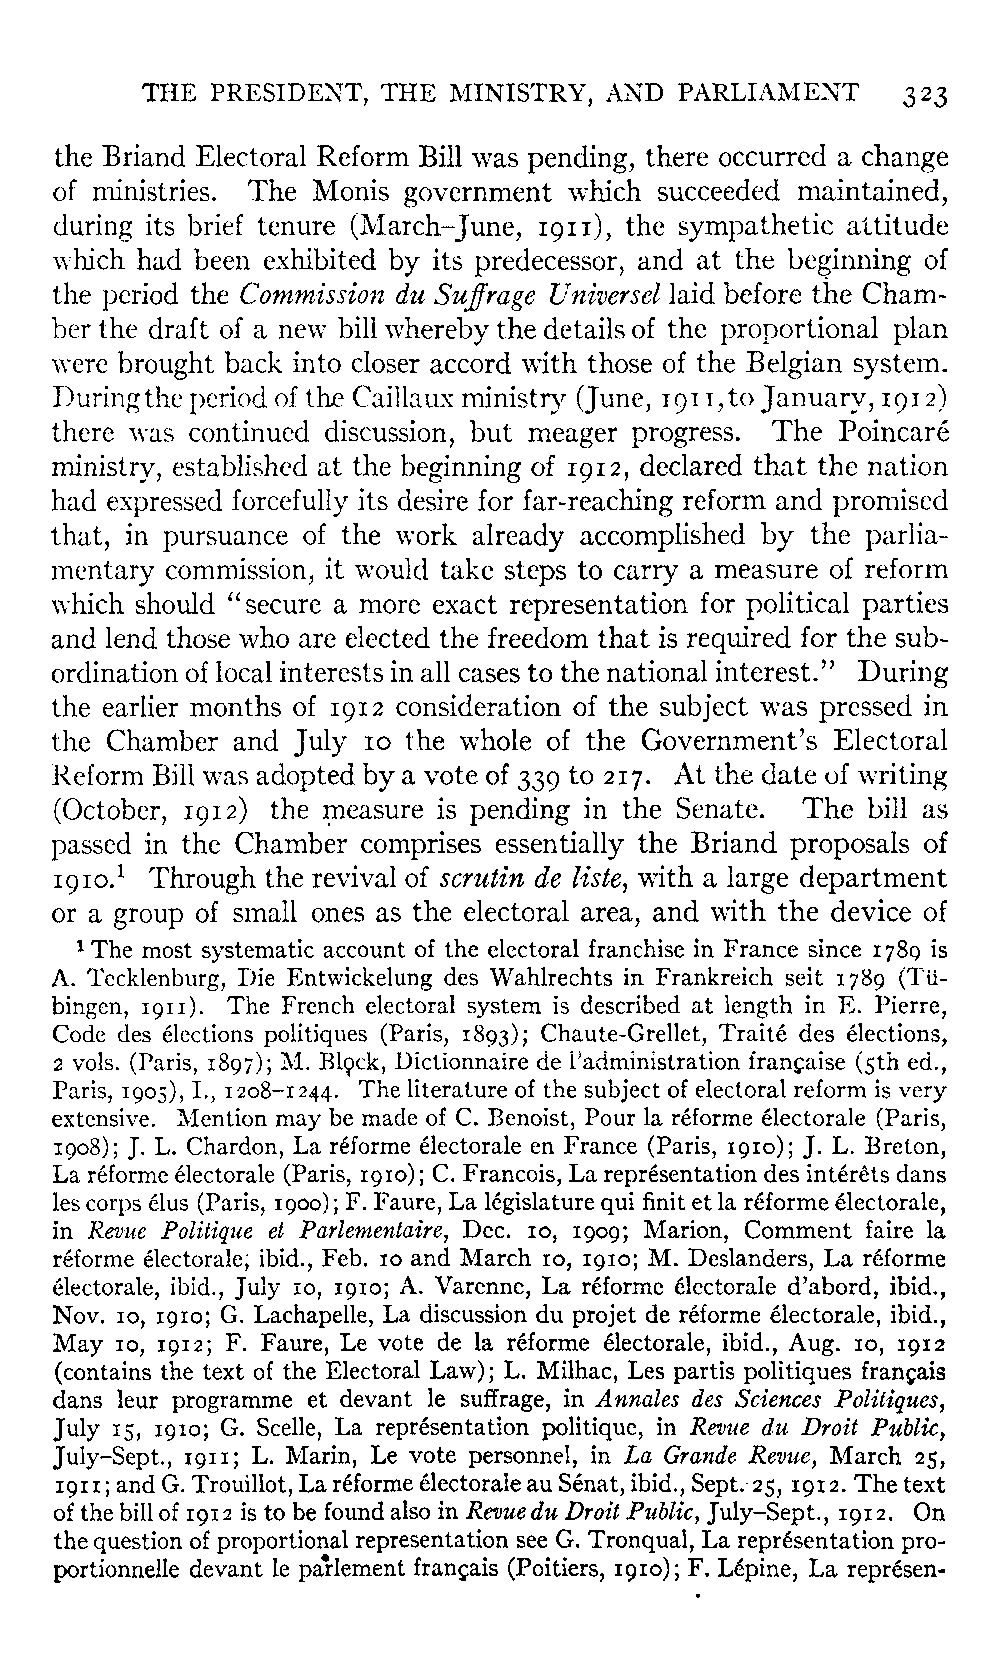 THE PRESIDENT, THE MINISTRY, AND PARLIAMENT 323
the Briand Electoral Reform Bill was pending, there occurred a change
of ministries. The Monis government which succeeded maintained,
during its brief tenure (March–June, 1911), the sympathetic attitude
which had been exhibited by its predecessor, and at the beginning of
the period the Commission du Suffrage Universel laid before the Cham-
ber the draft of a new bill whereby the details of the proportional plan
were brought back into closer accord with those of the Belgian system.
During the period of the Caillaux ministry (June, 1911, to January, 1912)
there was continued discussion, but meager progress. The Poincaré
ministry, established at the beginning of 1912, declared that the nation
had expressed forcefully its desire for far-reaching reform and promised
that, in pursuance of the work already accomplished by the parlia-
mentary commission, it would take steps to carry a measure of reform
which should "secure a more exact representation for political parties
and lend those who are elected the freedom that is required for the sub-
ordination of local interests in all cases to the national interest." During
the earlier months of 1912 consideration of the subject was pressed in
the Chamber and July 10 the whole of the Government's Electoral
Reform Bill was adopted by a vote of 339 to 217. At the date of writing
(October, 1912) the measure is pending in the Senate. The bill as
passed in the Chamber comprises essentially the Briand proposals of
1910.¹ Through the revival of scrutin de liste, with a large department
or a group of small ones as the electoral area, and with the device of
¹ The most systematic account of the electoral franchise in France since 1789 is
A. Tecklenburg, Die Entwickelung des Wahlrechts in Frankreich seit 1789 (Tü-
bingen, 1911). The French electoral system is described at length in E. Pierre,
Code des élections politiques (Paris, 1893); Chaute-Grellet, Traité des élections,
2 vols. (Paris, 1897); M. Block, Dictionnaire de l'administration française (5th ed.,
Paris, 1905), I., 1208–1244. The literature of the subject of electoral reform is very
extensive. Mention may be made of C. Benoist, Pour la réforme électorale (Paris,
1908); J. L. Chardon, La réforme électorale en France (Paris, 1910); J. L. Breton,
La réforme électorale (Paris, 1910); C. Francois, La représentation des intérêts dans
les corps élus (Paris, 1900); F. Faure, La législature qui finit et la réforme électorale,
in Revue Politique et Parlementaire, Dec. 10, 1909; Marion, Comment faire la
réforme électorale; ibid., Feb. 10 and March 10, 1910; M. Deslanders, La réforme
électorale, ibid., July 10, 1910; A. Varenne, La réforme électorale d'abord, ibid.,
Nov. 10, 1910; G. Lachapelle, La discussion du projet de réforme électorale, ibid.,
May 10, 1912; F. Faure, Le vote de la réforme électorale, ibid., Aug. 10, 1912
(contains the text of the Electoral Law); L. Milhac, Les partis politiques français
dans leur programme et devant le suffrage, in Annales des Sciences Politiques,
July 15, 1910; G. Scelle, La représentation politique, in Revue du Droit Public,
July–Sept., 1911; L. Marin, Le vote personnel, in La Grande Revue, March 25,
1911; and G. Trouillot, La réforme électorale au Sénat, ibid., Sept. 25, 1912. The text
of the bill of 1912 is to be found also in Revue du Droit Public, July–Sept., 1912. On
the question of proportional representation see G. Tronqual, La représentation pro-
portionnelle devant le parlement français (Poitiers, 1910); F. Lépine, La représen-